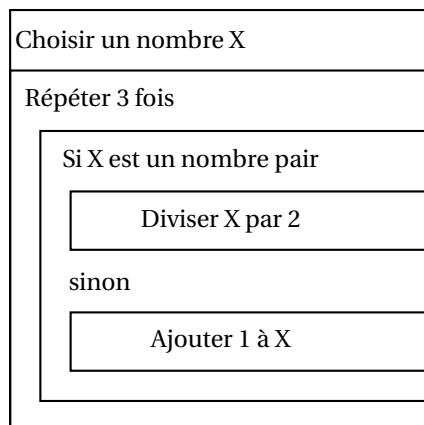 Choisir un nombre X
Répéter 3 fois
Si X est un nombre pair
Diviser X par 2
sinon
Ajouter 1 à X